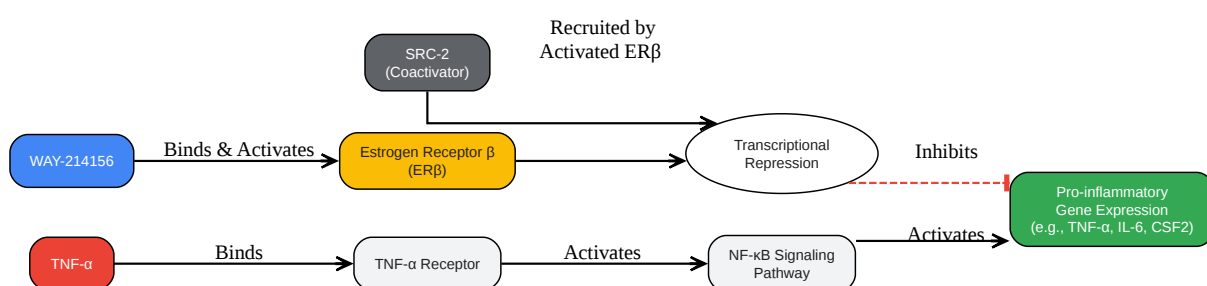 Recruited by
Activated ERβ
SRC-2
(Coactivator)
WAY-214156
Binds & Activates
Estrogen Receptor β
(ERβ)
Transcriptional
Repression
Inhibits
Pro-inflammatory
Gene Expression
(e.g., TNF-α, IL-6, CSF2)
TNF-α
Binds
TNF-α Receptor
Activates
NF-κB Signaling
Pathway
Activates